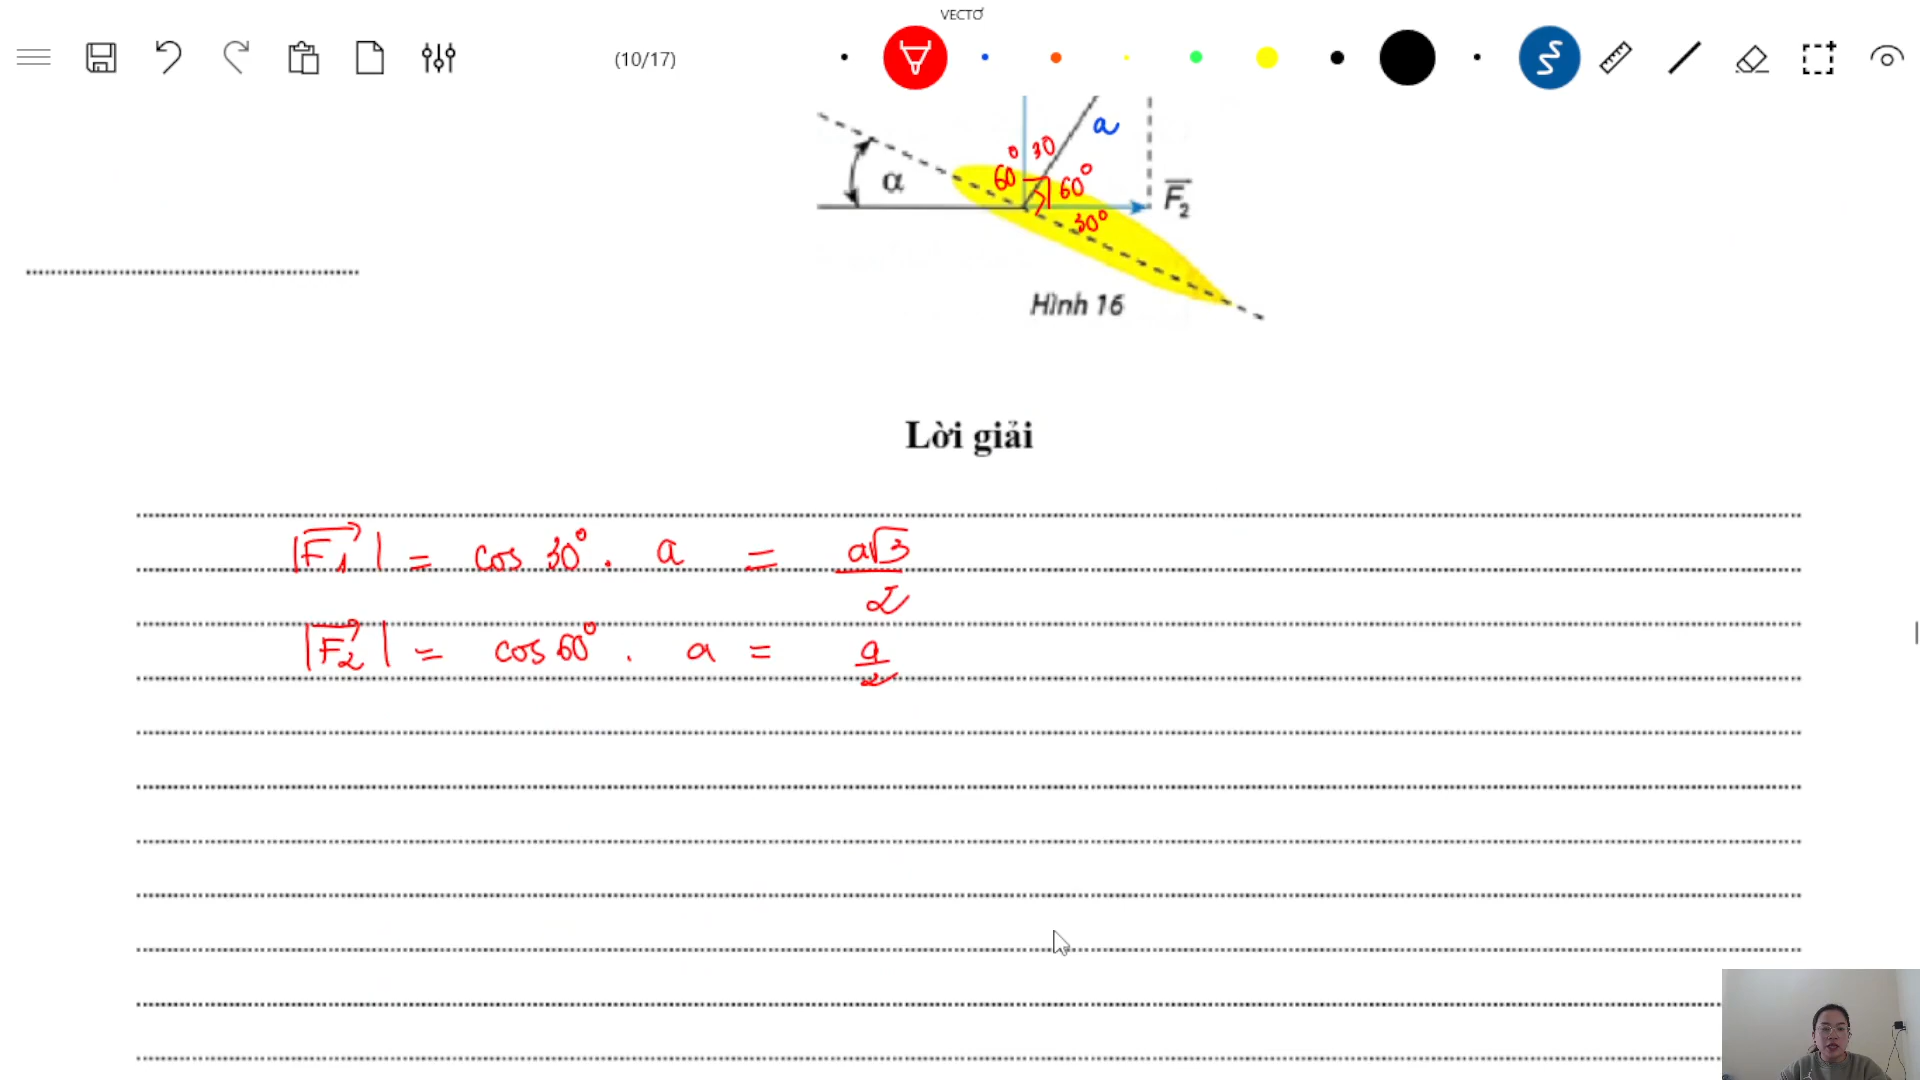 VECTƠ
(10/17)
a
60° 30
60°
α
F₂
30°
Hình 16
Lời giải
|F₁| = cos 30° . a = a√3/2
|F₂| = cos 60° . a = a/2